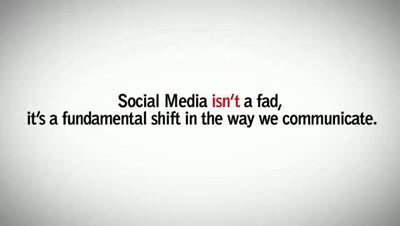 Social Media isn't a fad,
it's a fundamental shift in the way we communicate.